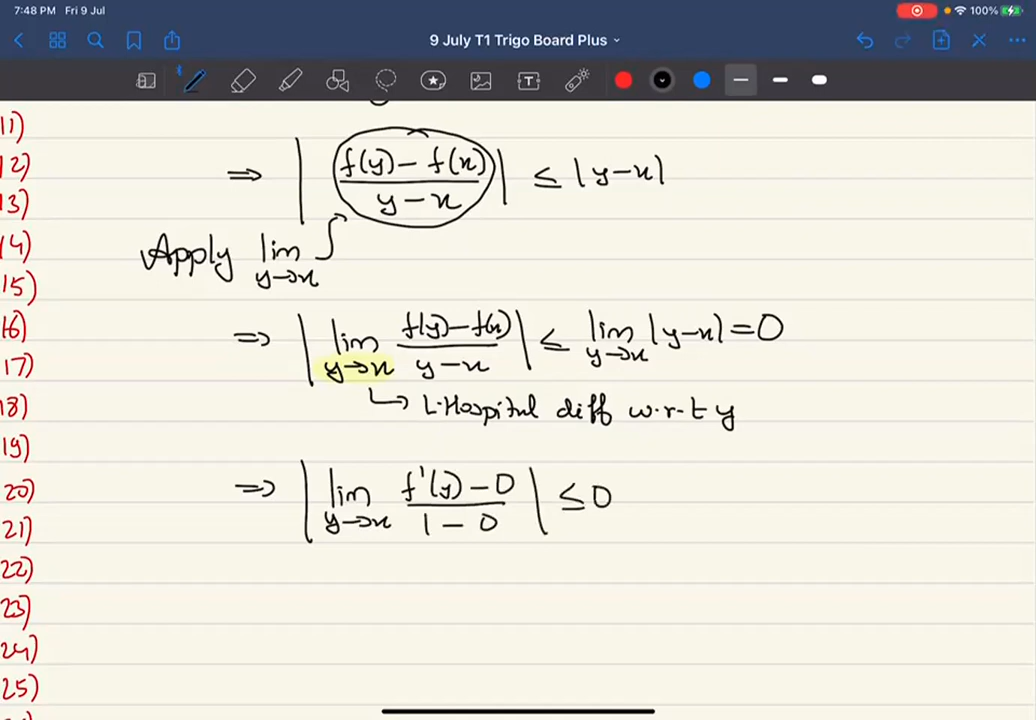 7:48 PM Fri 9 Jul 100%
9 July T1 Trigo Board Plus
11)
12)
13)
14)
15)
16)
17)
18)
19)
20)
21)
22)
23)
24)
25)
⇒ | (f(y) − f(x))/(y − x) | ≤ |y−x|
Apply lim y→x
⇒ | lim y→x (f(y)−f(x))/(y−x) | ≤ lim y→x |y−x| = 0
↳ L-Hospital diff w.r.t y
⇒ | lim y→x (f'(y) − 0)/(1 − 0) | ≤ 0